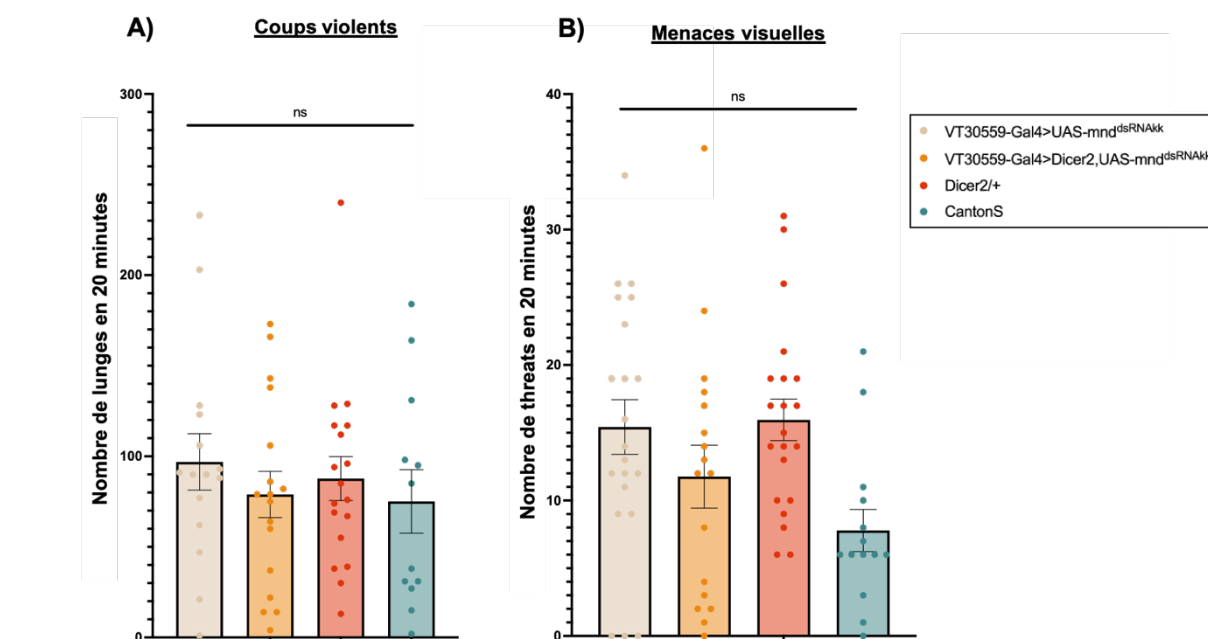 A)
Coups violents
B)
Menaces visuelles
Nombre de lunges en 20 minutes
300
200
100
0
ns
Nombre de threats en 20 minutes
40
30
20
10
0
ns
VT30559-Gal4>UAS-mnd^dsRNAkk
VT30559-Gal4>Dicer2,UAS-mnd^dsRNAkk
Dicer2/+
CantonS